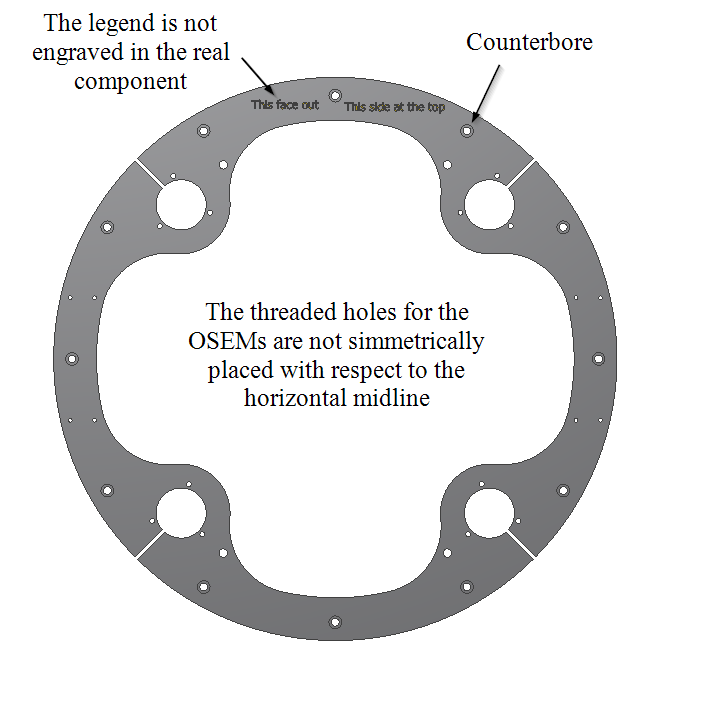 The legend is not
engraved in the real
component
Counterbore
This face out
This side at the top
The threaded holes for the
OSEMs are not simmetrically
placed with respect to the
horizontal midline